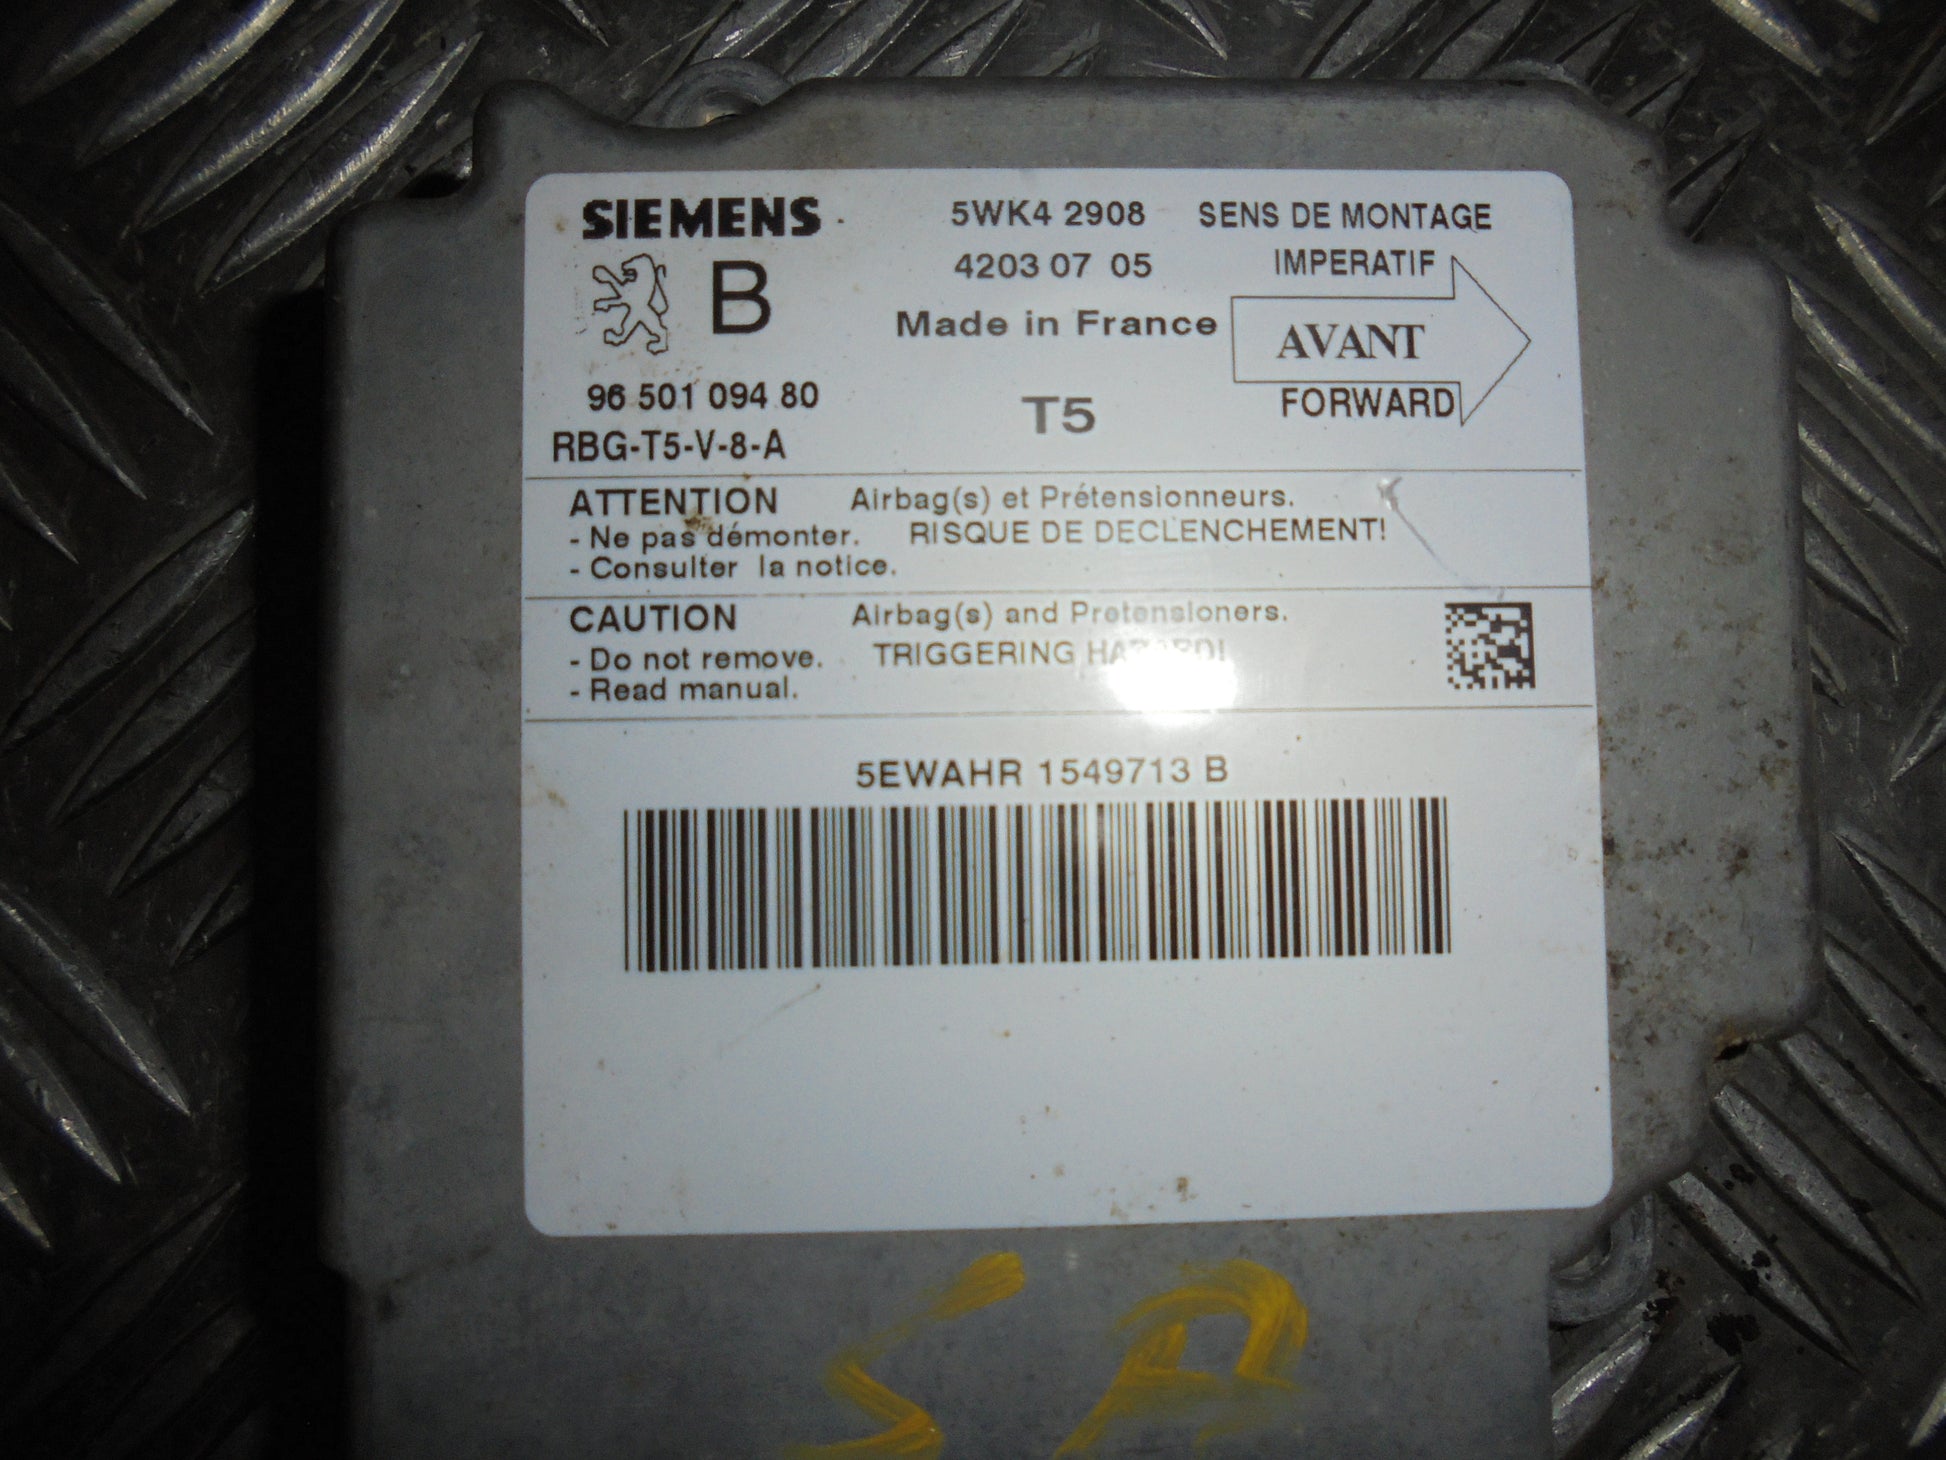 SIEMENS 5WK4 2908 SENS DE MONTAGE
B 4203 07 05 IMPERATIF
Made in France AVANT
96 501 094 80 T5 FORWARD
RBG-T5-V-8-A
ATTENTION Airbag(s) et Prétensionneurs.
- Ne pas démonter. RISQUE DE DECLENCHEMENT!
- Consulter la notice.
CAUTION Airbag(s) and Pretensioners.
- Do not remove. TRIGGERING HAZARD!
- Read manual.
5EWAHR 1549713 B